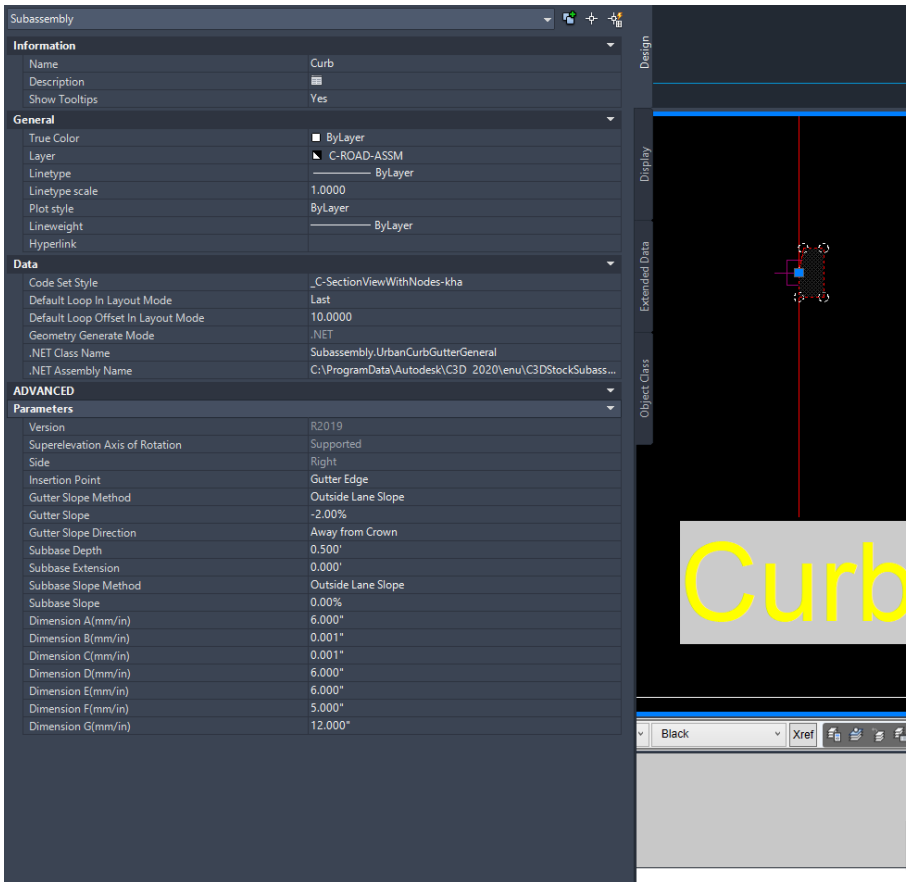 Subassembly
Information
Name Curb
Description
Show Tooltips Yes
General
True Color ByLayer
Layer C-ROAD-ASSM
Linetype ByLayer
Linetype scale 1.0000
Plot style ByLayer
Lineweight ByLayer
Hyperlink
Data
Code Set Style _C-SectionViewWithNodes-kha
Default Loop In Layout Mode Last
Default Loop Offset In Layout Mode 10.0000
Geometry Generate Mode .NET
.NET Class Name Subassembly.UrbanCurbGutterGeneral
.NET Assembly Name C:\ProgramData\Autodesk\C3D 2020\enu\C3DStockSubass...
ADVANCED
Parameters
Version R2019
Superelevation Axis of Rotation Supported
Side Right
Insertion Point Gutter Edge
Gutter Slope Method Outside Lane Slope
Gutter Slope -2.00%
Gutter Slope Direction Away from Crown
Subbase Depth 0.500'
Subbase Extension 0.000'
Subbase Slope Method Outside Lane Slope
Subbase Slope 0.00%
Dimension A(mm/in) 6.000"
Dimension B(mm/in) 0.001"
Dimension C(mm/in) 0.001"
Dimension D(mm/in) 6.000"
Dimension E(mm/in) 6.000"
Dimension F(mm/in) 5.000"
Dimension G(mm/in) 12.000"
Design
Display
Extended Data
Object Class
Curb
Black Xref